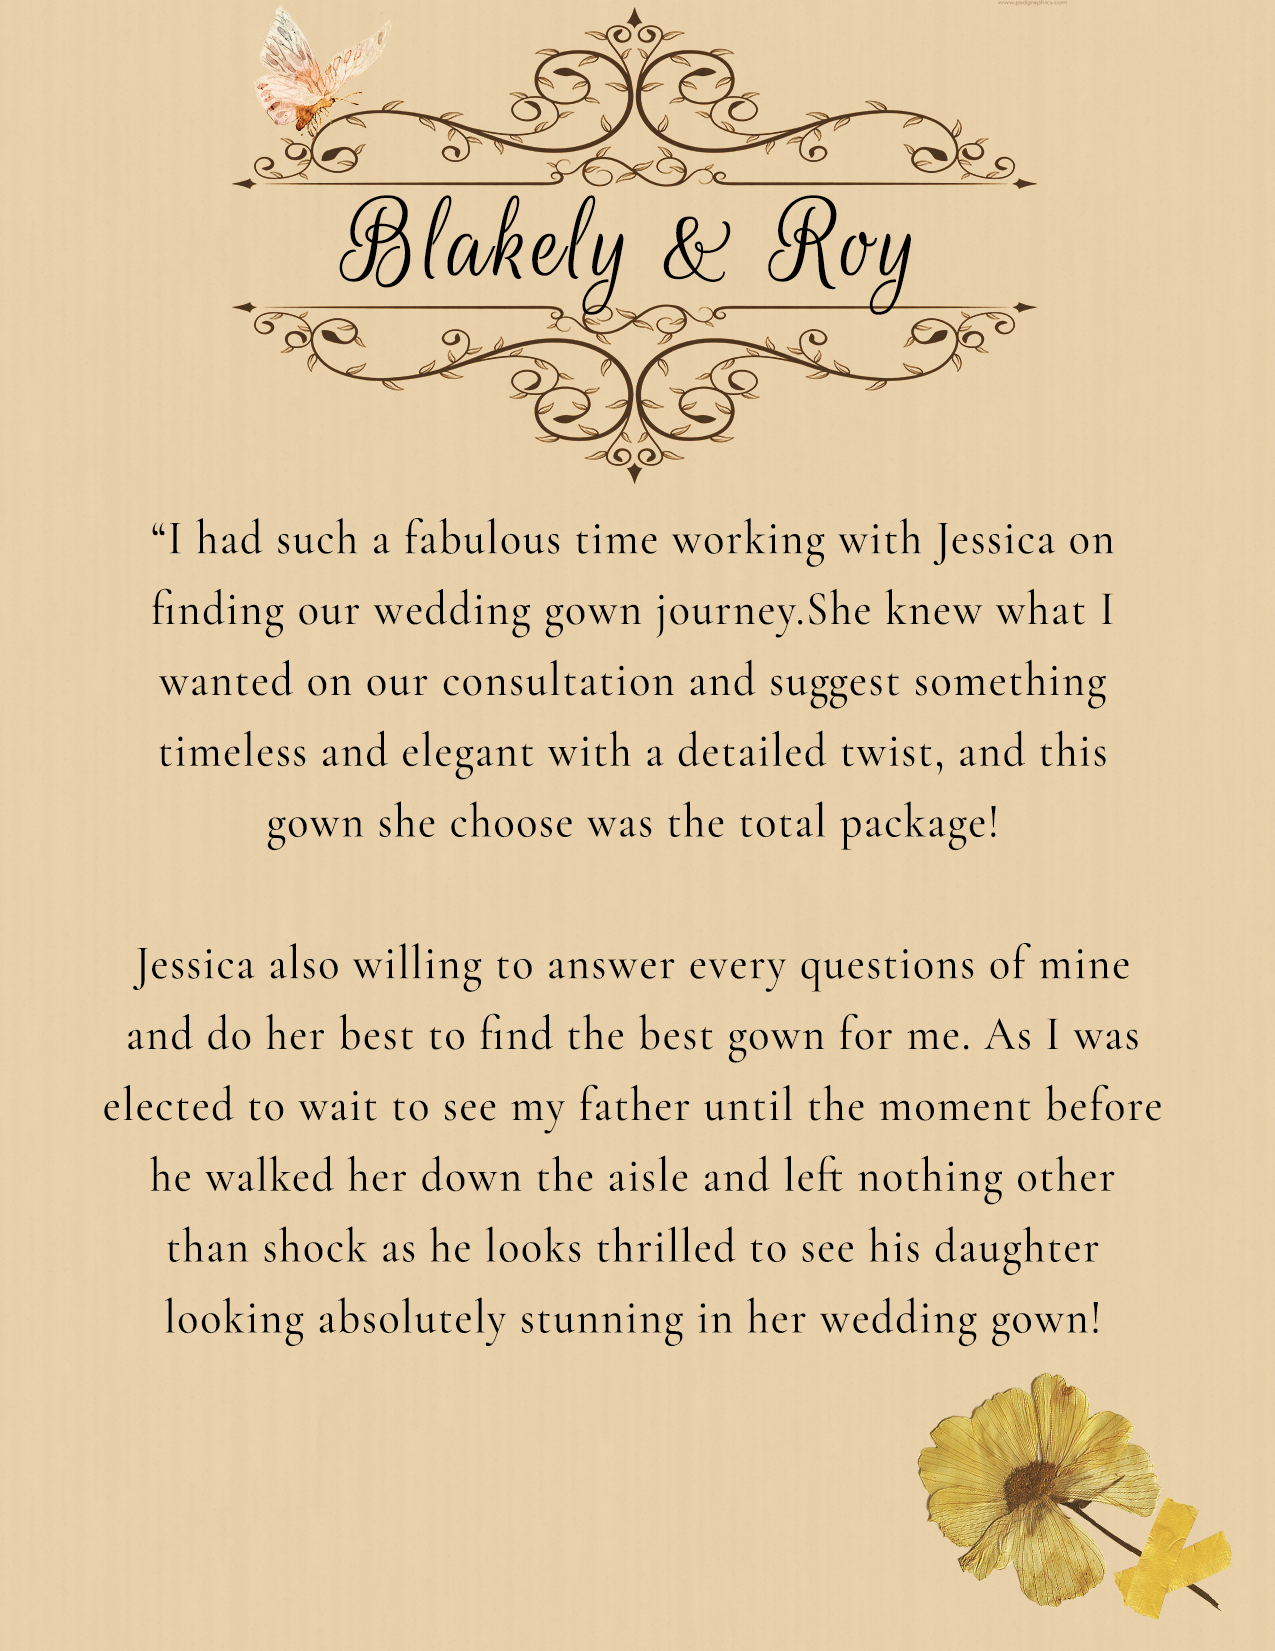 www.psdgraphics.com
Blakely & Roy
“I had such a fabulous time working with Jessica on
finding our wedding gown journey.She knew what I
wanted on our consultation and suggest something
timeless and elegant with a detailed twist, and this
gown she choose was the total package!
Jessica also willing to answer every questions of mine
and do her best to find the best gown for me. As I was
elected to wait to see my father until the moment before
he walked her down the aisle and left nothing other
than shock as he looks thrilled to see his daughter
looking absolutely stunning in her wedding gown!